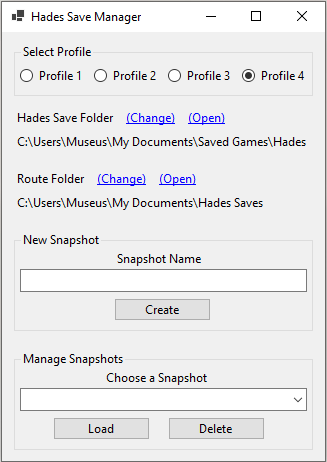 Hades Save Manager
Select Profile
Profile 1 Profile 2 Profile 3 Profile 4
Hades Save Folder (Change) (Open)
C:\Users\Museus\My Documents\Saved Games\Hades
Route Folder (Change) (Open)
C:\Users\Museus\My Documents\Hades Saves
New Snapshot
Snapshot Name
Create
Manage Snapshots
Choose a Snapshot
Load Delete